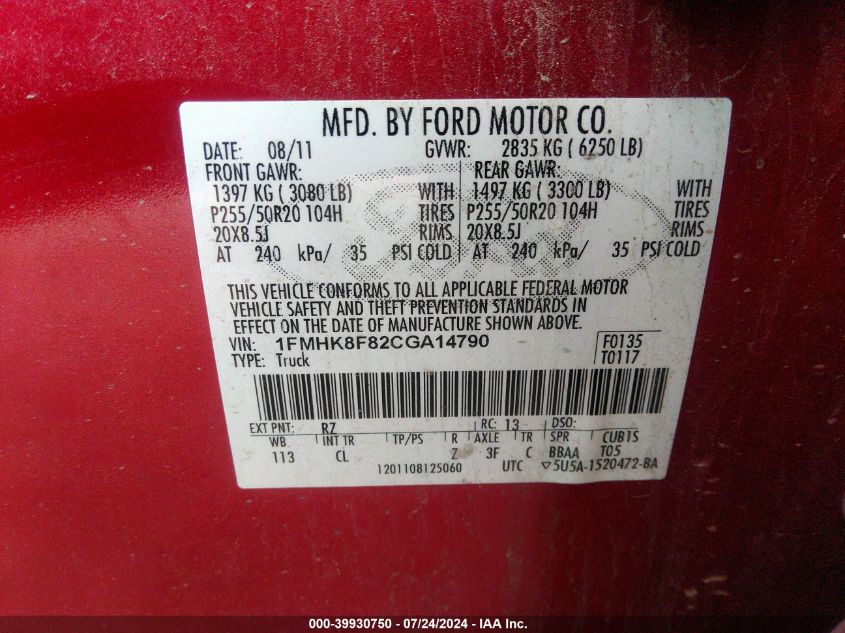 MFD. BY FORD MOTOR CO.
DATE: 08/11 GVWR: 2835 KG ( 6250 LB)
FRONT GAWR: REAR GAWR:
1397 KG ( 3080 LB) WITH 1497 KG ( 3300 LB) WITH
P255/50R20 104H TIRES P255/50R20 104H TIRES
20X8.5J RIMS 20X8.5J RIMS
AT 240 kPa/ 35 PSI COLD AT 240 kPa/ 35 PSI COLD
THIS VEHICLE CONFORMS TO ALL APPLICABLE FEDERAL MOTOR
VEHICLE SAFETY AND THEFT PREVENTION STANDARDS IN
EFFECT ON THE DATE OF MANUFACTURE SHOWN ABOVE.
VIN: 1FMHK8F82CGA14790 F0135
TYPE: Truck T0117
EXT PNT: RZ RC: 13 DSO:
WB INT TR TP/PS R AXLE TR SPR CUB1S
113 CL Z 3F C BBAA T05
1201108125060 UTC ▽5U5A-1520472-BA
000-39930750 / 07/24/2024 / IAA Inc.